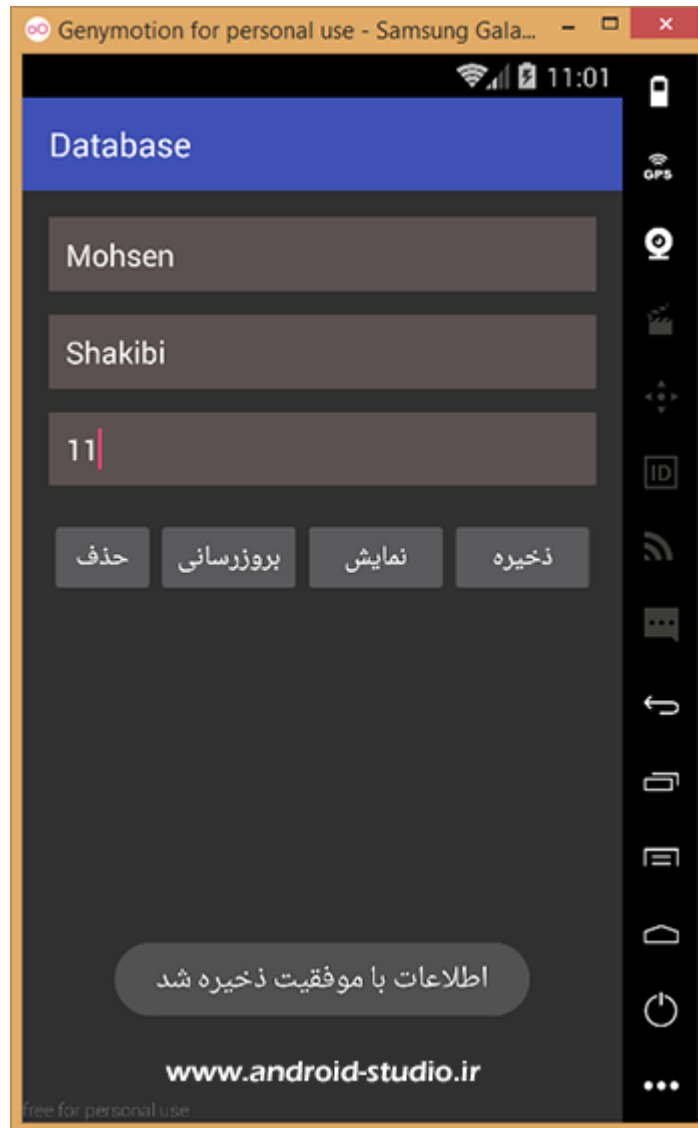 Genymotion for personal use - Samsung Gala...
11:01
Database
GPS
Mohsen
Shakibi
11
ID
ذخیره نمایش بروزرسانی حذف
اطلاعات با موفقیت ذخیره شد
www.android-studio.ir
free for personal use